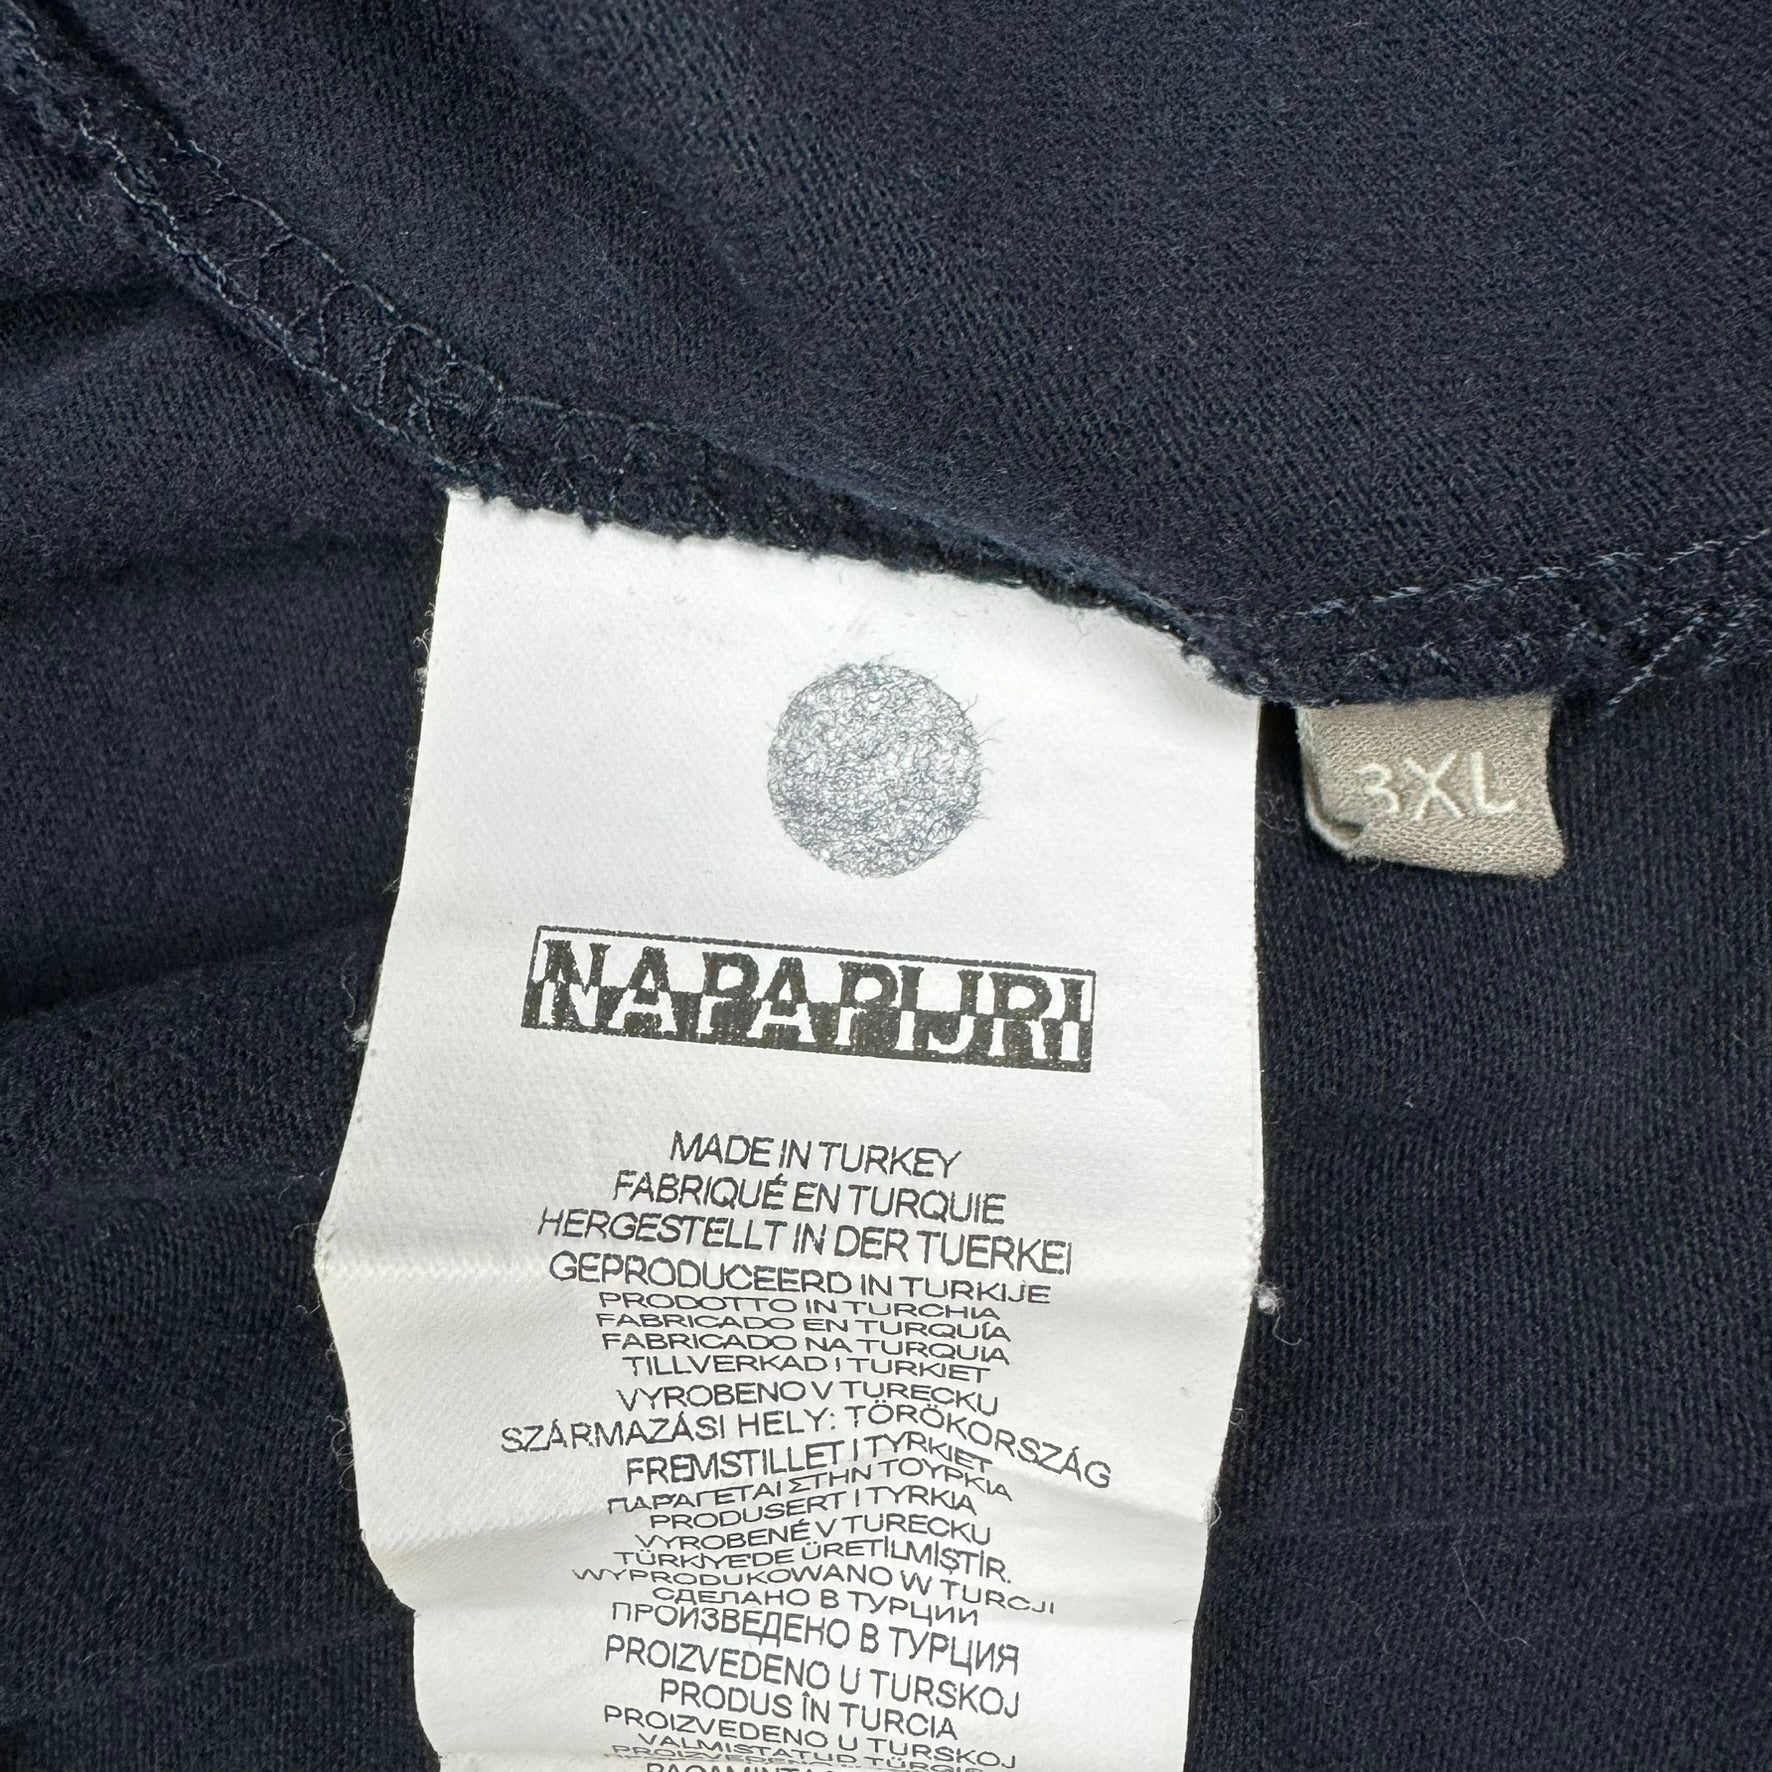 3XL
NAPAPIJRI
MADE IN TURKEY
FABRIQUÉ EN TURQUIE
HERGESTELLT IN DER TUERKEI
GEPRODUCEERD IN TURKIJE
PRODOTTO IN TURCHIA
FABRICADO EN TURQUÍA
FABRICADO NA TURQUIA
TILLVERKAD I TURKIET
VYROBENO V TURECKU
SZÁRMAZÁSI HELY: TÖRÖKORSZÁG
FREMSTILLET I TYRKIET
ΠΑΡΑΓΕΤΑΙ ΣΤΗΝ ΤΟΥΡΚΙΑ
PRODUSERT I TYRKIA
VYROBENÉ V TURECKU
TÜRKİYE'DE ÜRETİLMİŞTİR.
WYPRODUKOWANO W TURCJI
СДЕЛАНО В ТУРЦИИ
ПРОИЗВЕДЕНО В ТУРЦИЯ
PROIZVEDENO U TURSKOJ
PRODUS ÎN TURCIA
PROIZVEDENO U TURSKOJ
VALMISTATUD TÜRGIS